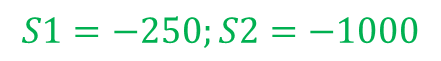 S1 = −250; S2 = −1000